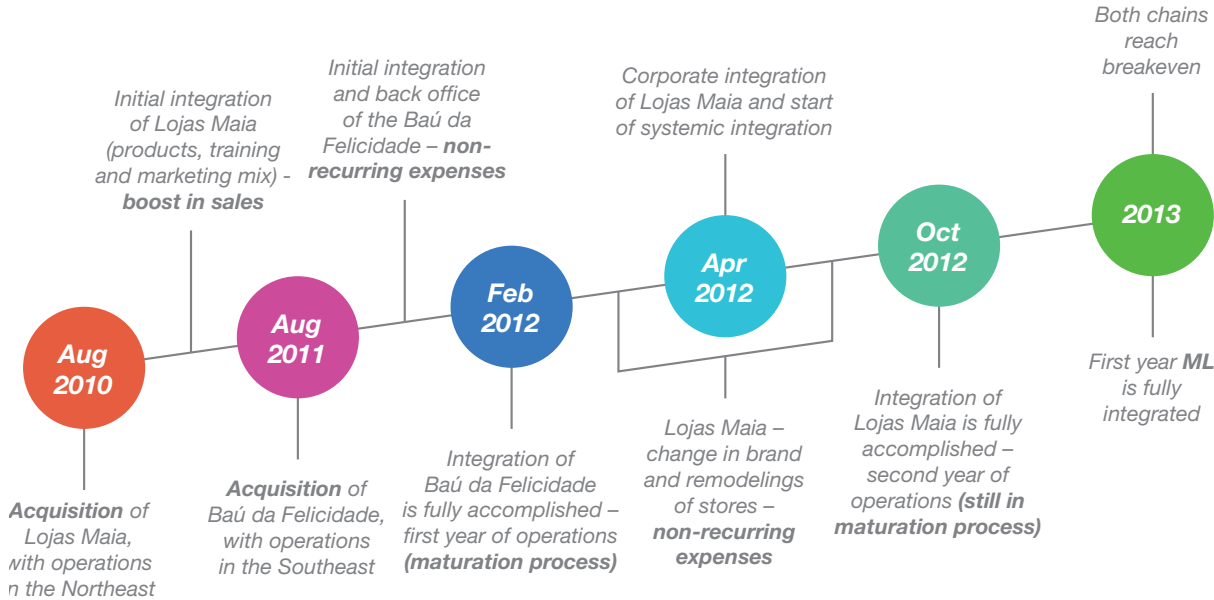 Initial integration
of Lojas Maia
(products, training
and marketing mix) -
boost in sales
Initial integration
and back office
of the Baú da
Felicidade – non-
recurring expenses
Corporate integration
of Lojas Maia and start
of systemic integration
Both chains
reach
breakeven
Aug
2010
Aug
2011
Feb
2012
Apr
2012
Oct
2012
2013
Acquisition of
Lojas Maia,
with operations
in the Northeast
Acquisition of
Baú da Felicidade,
with operations
in the Southeast
Integration of
Baú da Felicidade
is fully accomplished –
first year of operations
(maturation process)
Lojas Maia –
change in brand
and remodelings
of stores –
non-recurring
expenses
Integration of
Lojas Maia is fully
accomplished –
second year of
operations (still in
maturation process)
First year ML
is fully
integrated